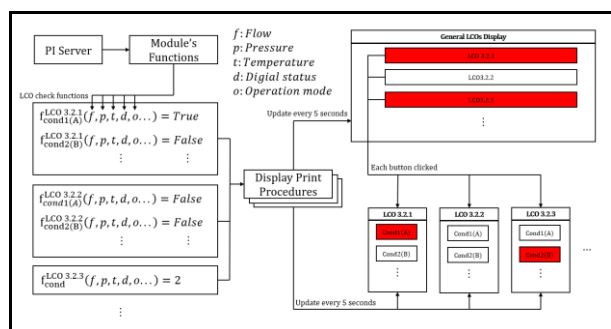 PI Server
Module's
Functions
LCO check functions
f: Flow
p: Pressure
t: Temperature
d: Digial status
o: Operation mode
f^{LCO 3.2.1}_{cond1(A)}(f, p, t, d, o...) = True
f^{LCO 3.2.1}_{cond2(B)}(f, p, t, d, o...) = False
⋮ ⋮
f^{LCO 3.2.2}_{cond1(A)}(f, p, t, d, o...) = False
f^{LCO 3.2.2}_{cond2(B)}(f, p, t, d, o...) = False
⋮ ⋮
f^{LCO 3.2.3}_{cond}(f, p, t, d, o...) = 2
⋮
Display Print
Procedures
Update every 5 seconds
General LCOs Display
LCO 3.2.1
LCO3.2.2
LCO 3.2.3
⋮
Each button clicked
LCO 3.2.1
Cond1(A)
Cond2(B)
⋮
LCO 3.2.2
Cond1(A)
Cond2(B)
⋮
LCO 3.2.3
Cond1(A)
Cond2(B)
⋮
...
Update every 5 seconds